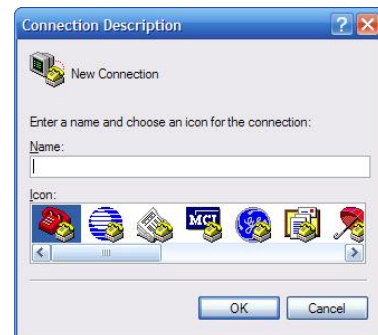 Connection Description
New Connection
Enter a name and choose an icon for the connection:
Name:
Icon:
MCI
OK Cancel